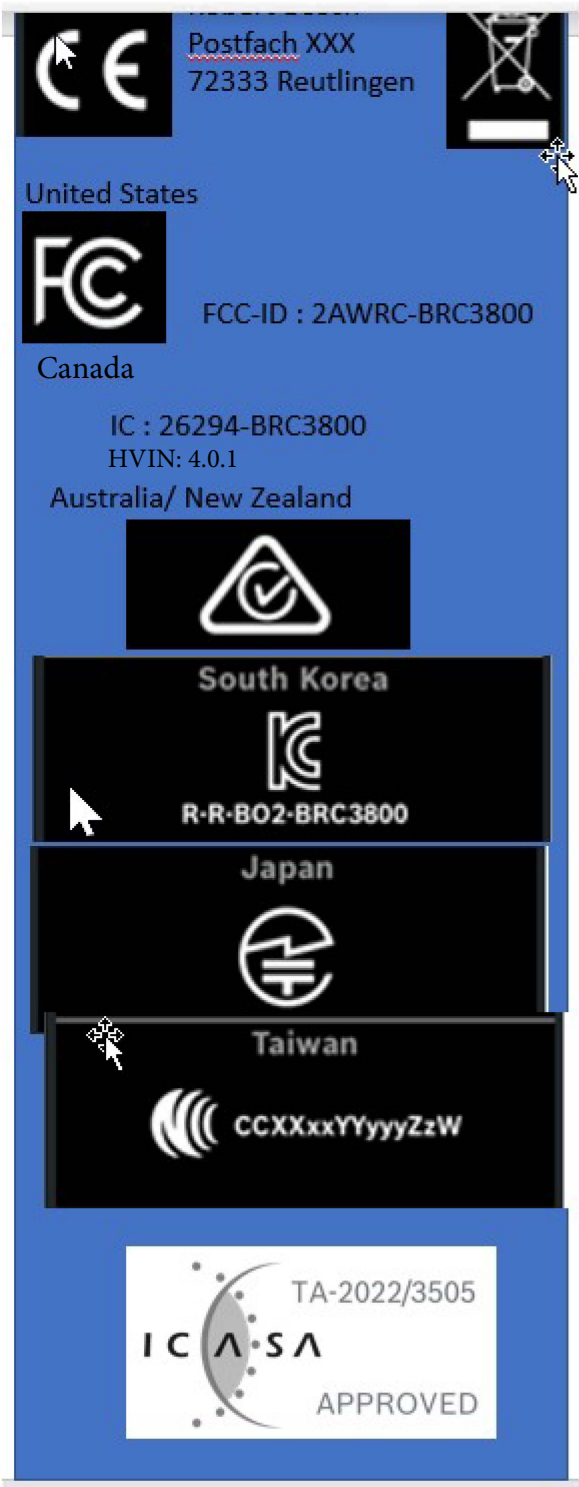 Postfach XXX
72333 Reutlingen
United States
FCC-ID : 2AWRC-BRC3800
Canada
IC : 26294-BRC3800
HVIN: 4.0.1
Australia/ New Zealand
South Korea
R-R-BO2-BRC3800
Japan
Taiwan
CCXXxxYYyyyZzW
TA-2022/3505
ICASA
APPROVED